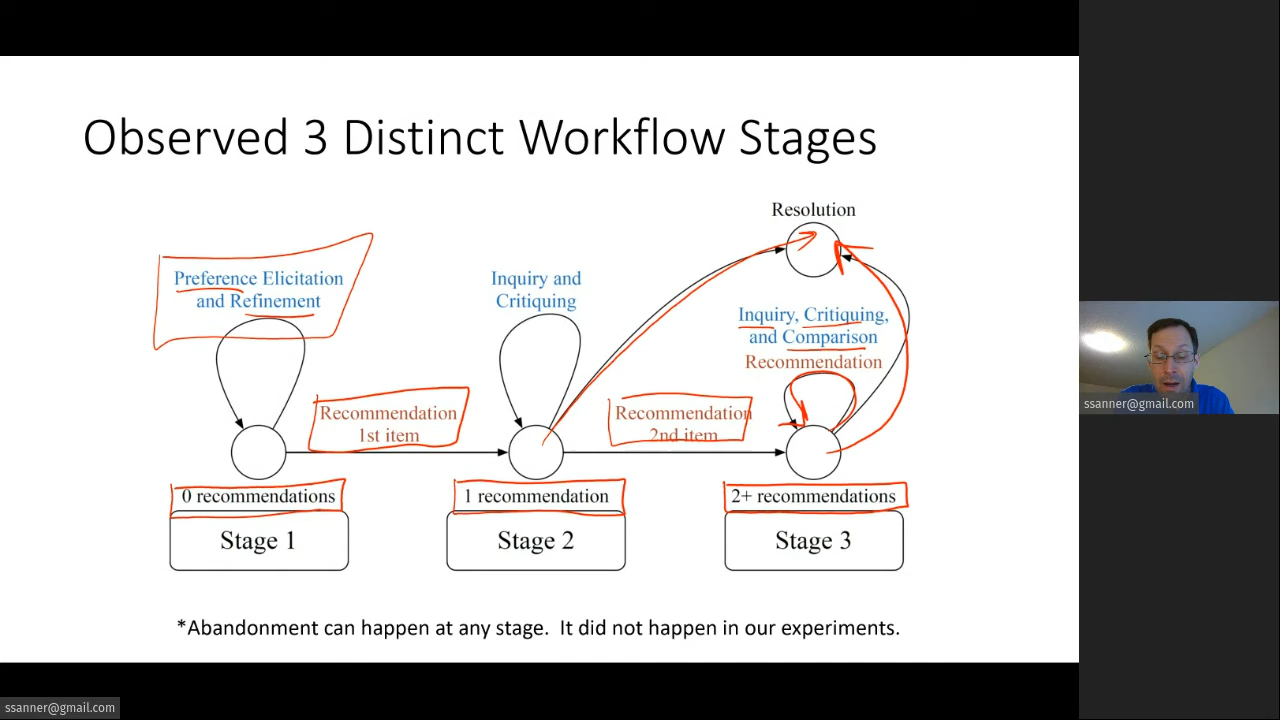 Observed 3 Distinct Workflow Stages
Resolution
Preference Elicitation
and Refinement
Inquiry and
Critiquing
Inquiry, Critiquing,
and Comparison
Recommendation
Recommendation
1st item
Recommendation
2nd item
0 recommendations
1 recommendation
2+ recommendations
Stage 1
Stage 2
Stage 3
*Abandonment can happen at any stage. It did not happen in our experiments.
ssanner@gmail.com
ssanner@gmail.com